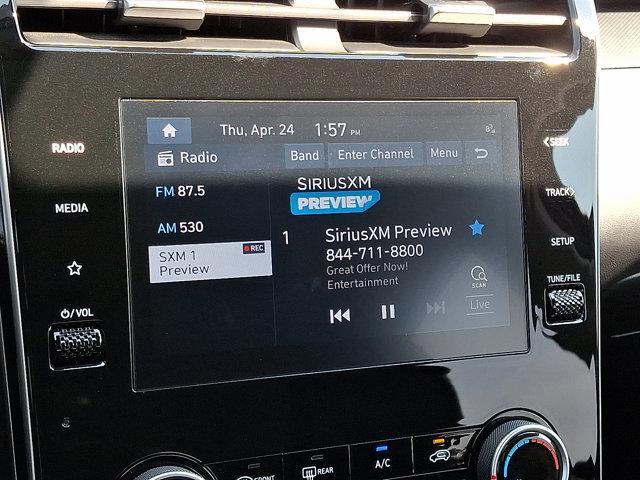 Thu, Apr. 24 1:57 PM
Radio
Band Enter Channel Menu
FM 87.5
AM 530
SXM 1 REC
Preview
SIRIUSXM
PREVIEW
1 SiriusXM Preview
844-711-8800
Great Offer Now!
Entertainment
SCAN
Live
RADIO
MEDIA
VOL
<SEEK
TRACK>
SETUP
TUNE/FILE
FRONT
REAR
A/C